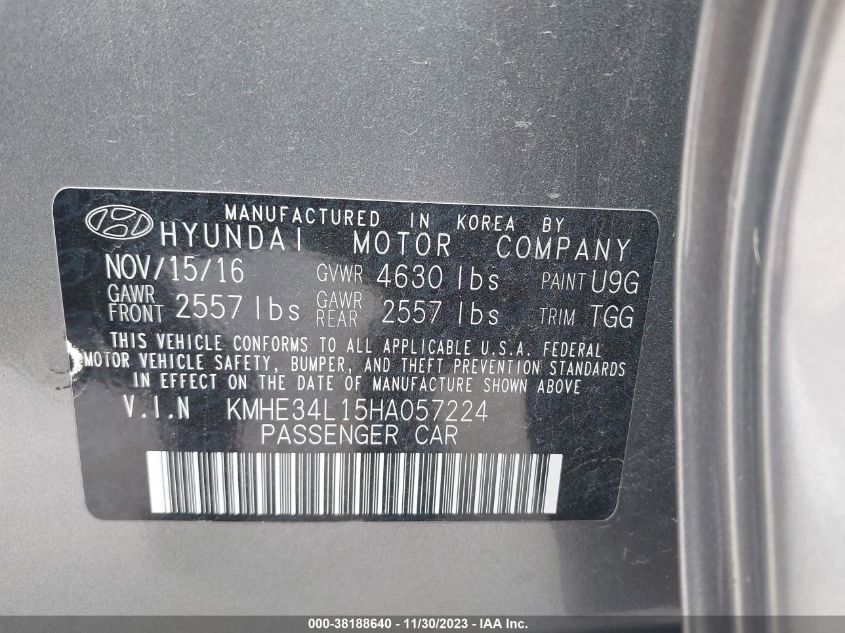 MANUFACTURED IN KOREA BY
HYUNDAI MOTOR COMPANY
NOV/15/16 GVWR 4630 lbs PAINT U9G
GAWR FRONT 2557 lbs GAWR REAR 2557 lbs TRIM TGG
THIS VEHICLE CONFORMS TO ALL APPLICABLE U.S.A. FEDERAL
MOTOR VEHICLE SAFETY, BUMPER, AND THEFT PREVENTION STANDARDS
IN EFFECT ON THE DATE OF MANUFACTURE SHOWN ABOVE
V.I.N KMHE34L15HA057224
PASSENGER CAR
000-38188640 - 11/30/2023 - IAA Inc.